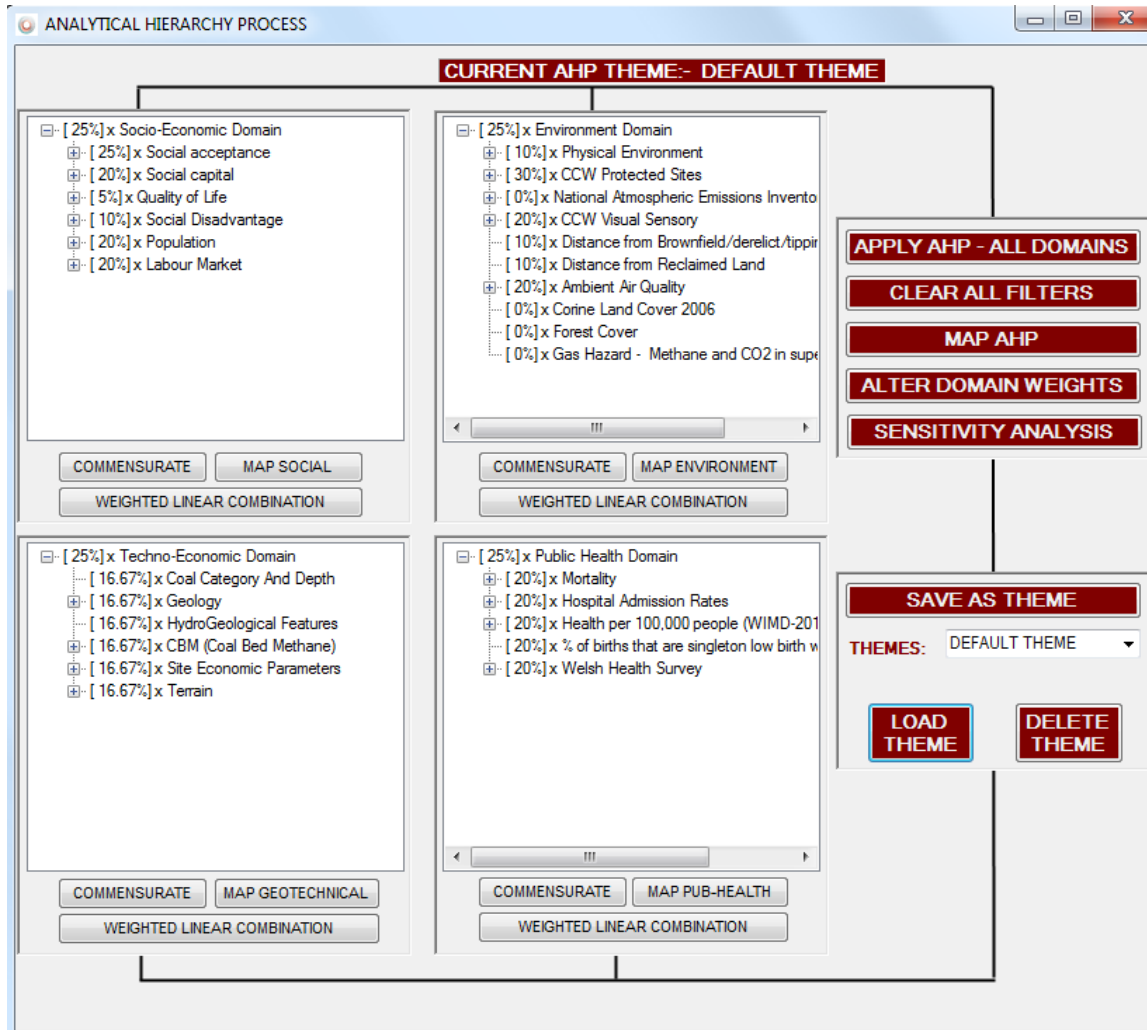 ANALYTICAL HIERARCHY PROCESS
CURRENT AHP THEME:- DEFAULT THEME
[ 25%] x Socio-Economic Domain
[ 25%] x Social acceptance
[ 20%] x Social capital
[ 5%] x Quality of Life
[ 10%] x Social Disadvantage
[ 20%] x Population
[ 20%] x Labour Market
COMMENSURATE
MAP SOCIAL
WEIGHTED LINEAR COMBINATION
[ 25%] x Environment Domain
[ 10%] x Physical Environment
[ 30%] x CCW Protected Sites
[ 0%] x National Atmospheric Emissions Invento
[ 20%] x CCW Visual Sensory
[ 10%] x Distance from Brownfield/derelict/tippin
[ 10%] x Distance from Reclaimed Land
[ 20%] x Ambient Air Quality
[ 0%] x Corine Land Cover 2006
[ 0%] x Forest Cover
[ 0%] x Gas Hazard -  Methane and CO2 in supe
COMMENSURATE
MAP ENVIRONMENT
WEIGHTED LINEAR COMBINATION
APPLY AHP - ALL DOMAINS
CLEAR ALL FILTERS
MAP AHP
ALTER DOMAIN WEIGHTS
SENSITIVITY ANALYSIS
[ 25%] x Techno-Economic Domain
[ 16.67%] x Coal Category And Depth
[ 16.67%] x Geology
[ 16.67%] x HydroGeological Features
[ 16.67%] x CBM (Coal Bed Methane)
[ 16.67%] x Site Economic Parameters
[ 16.67%] x Terrain
COMMENSURATE
MAP GEOTECHNICAL
WEIGHTED LINEAR COMBINATION
[ 25%] x Public Health Domain
[ 20%] x Mortality
[ 20%] x Hospital Admission Rates
[ 20%] x Health per 100,000 people (WIMD-201
[ 20%] x % of births that are singleton low birth w
[ 20%] x Welsh Health Survey
COMMENSURATE
MAP PUB-HEALTH
WEIGHTED LINEAR COMBINATION
SAVE AS THEME
THEMES: DEFAULT THEME
LOAD
THEME
DELETE
THEME